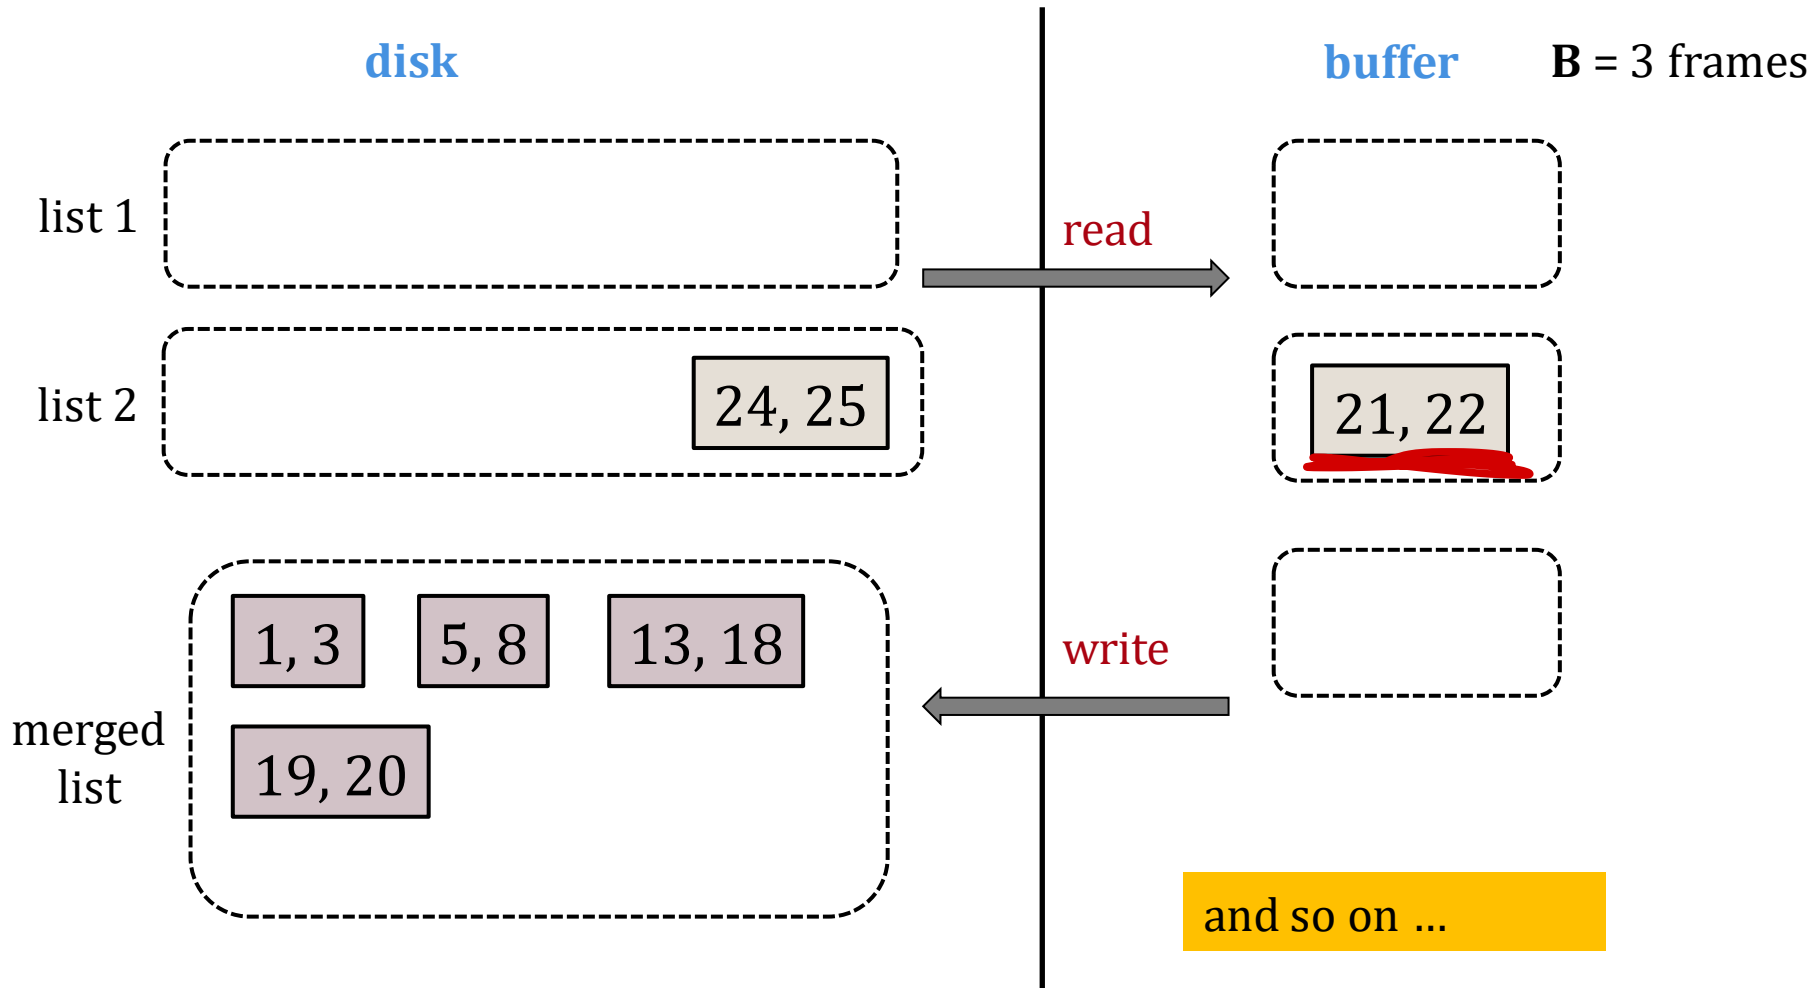 disk
buffer
B = 3 frames
list 1
read
list 2
24, 25
21, 22
1, 3
5, 8
13, 18
write
merged
list
19, 20
and so on ...